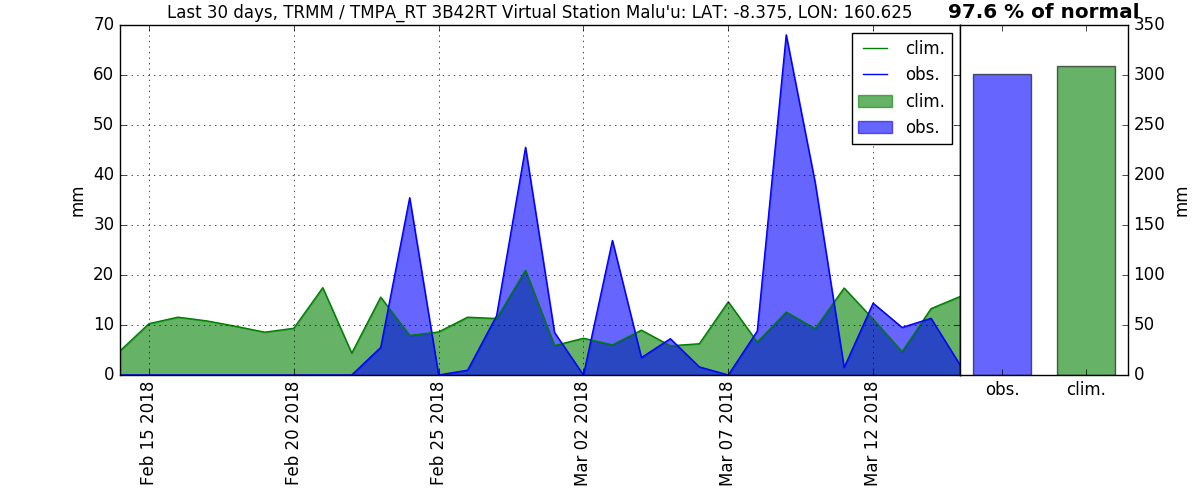 Last 30 days, TRMM / TMPA_RT 3B42RT Virtual Station Malu'u: LAT: -8.375, LON: 160.625
97.6 % of normal
70
60
50
40
30
20
10
0
mm
clim.
obs.
clim.
obs.
Feb 15 2018
Feb 20 2018
Feb 25 2018
Mar 02 2018
Mar 07 2018
Mar 12 2018
350
300
250
200
150
100
50
0
mm
obs.
clim.